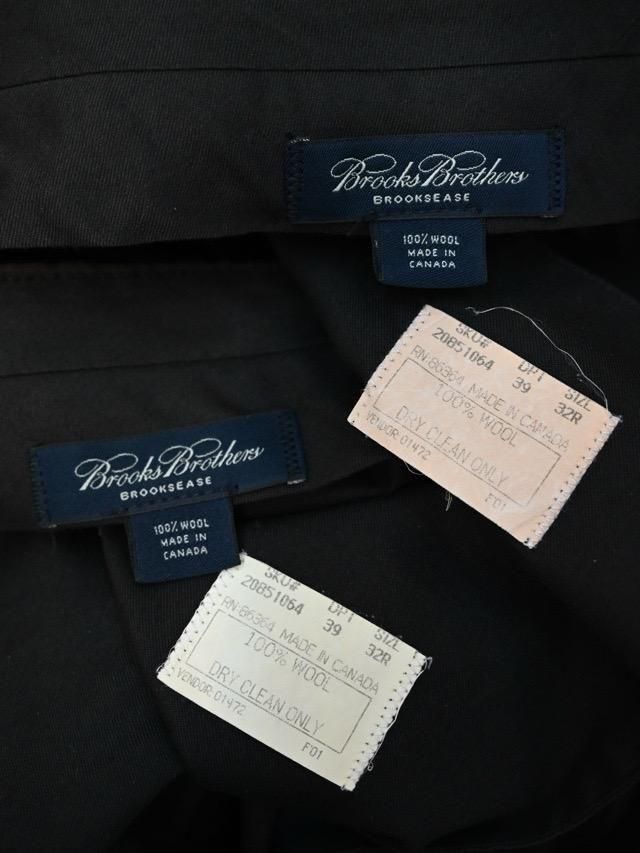 Brooks Brothers
BROOKSEASE
100% WOOL
MADE IN
CANADA
SKU# DPT SIZE
20851064 39 32R
RN·86364 MADE IN CANADA
100% WOOL
DRY CLEAN ONLY
VENDOR:01472 F01
Brooks Brothers
BROOKSEASE
100% WOOL
MADE IN
CANADA
SKU# DPT SIZE
20851064 39 32R
RN·86364 MADE IN CANADA
100% WOOL
DRY CLEAN ONLY
VENDOR:01472 F01